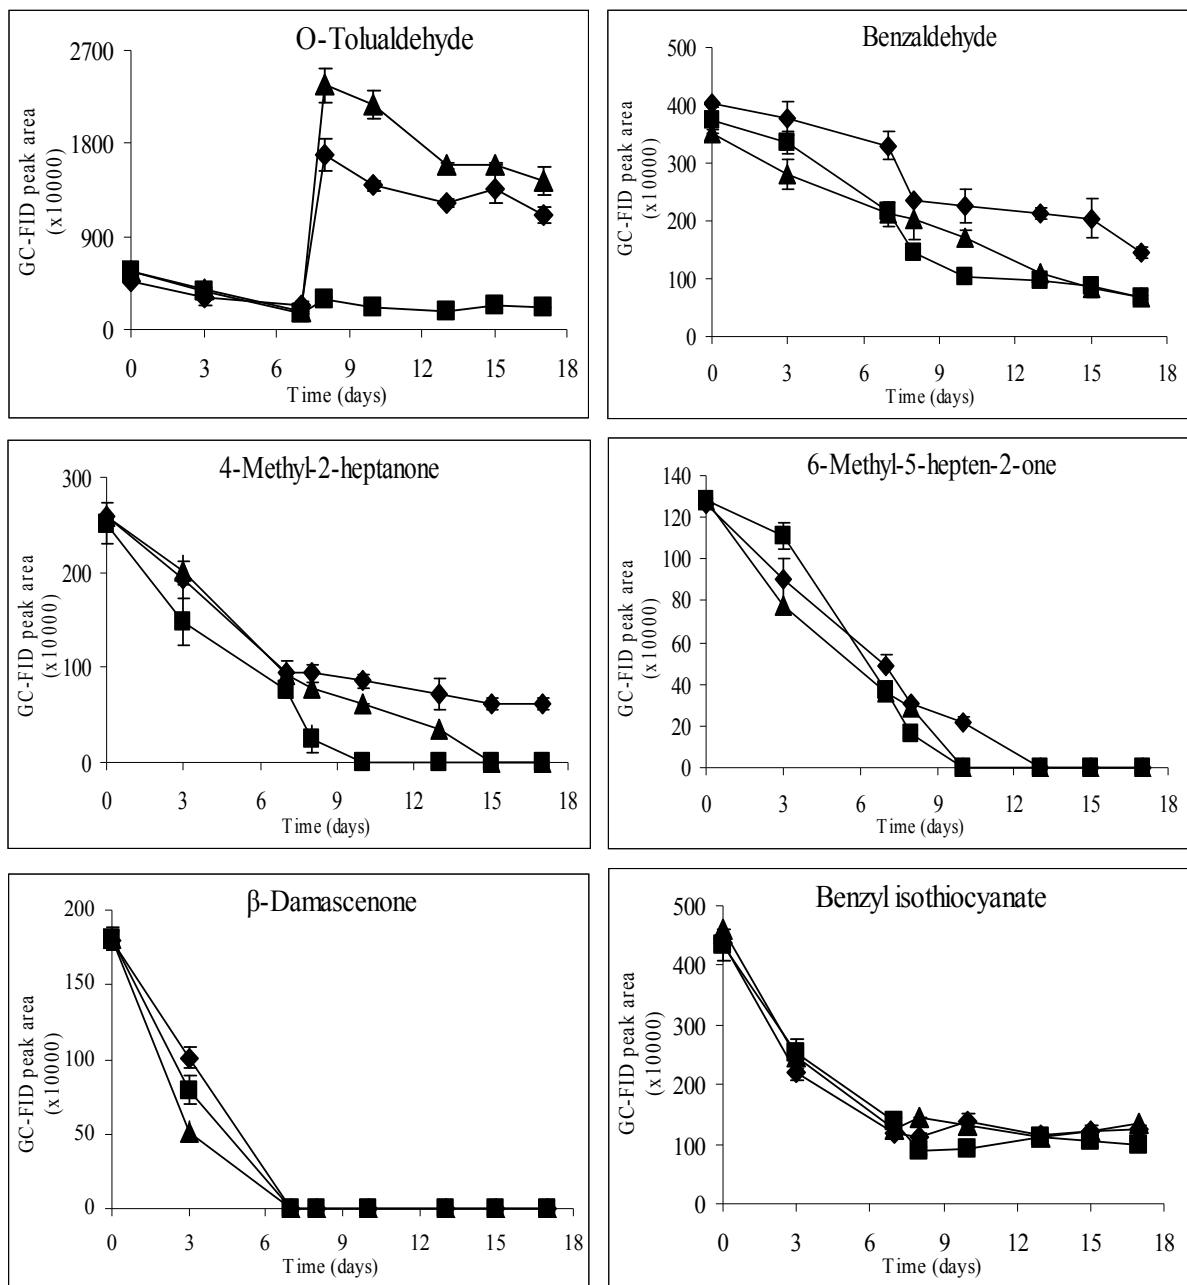 O-Tolualdehyde
GC-FID peak area
(x10000)
2700
1800
900
0
0 3 6 9 12 15 18
Time (days)
Benzaldehyde
GC-FID peak area
(x10000)
500
400
300
200
100
0
0 3 6 9 12 15 18
Time (days)
4-Methyl-2-heptanone
GC-FID peak area
(x10000)
300
200
100
0
0 3 6 9 12 15 18
Time (days)
6-Methyl-5-hepten-2-one
GC-FID peak area
(x10000)
140
120
100
80
60
40
20
0
0 3 6 9 12 15 18
Time (days)
β-Damascenone
GC-FID peak area
(x10000)
200
150
100
50
0
0 3 6 9 12 15 18
Time (days)
Benzyl isothiocyanate
GC-FID peak area
(x10000)
500
400
300
200
100
0
0 3 6 9 12 15 18
Time (days)